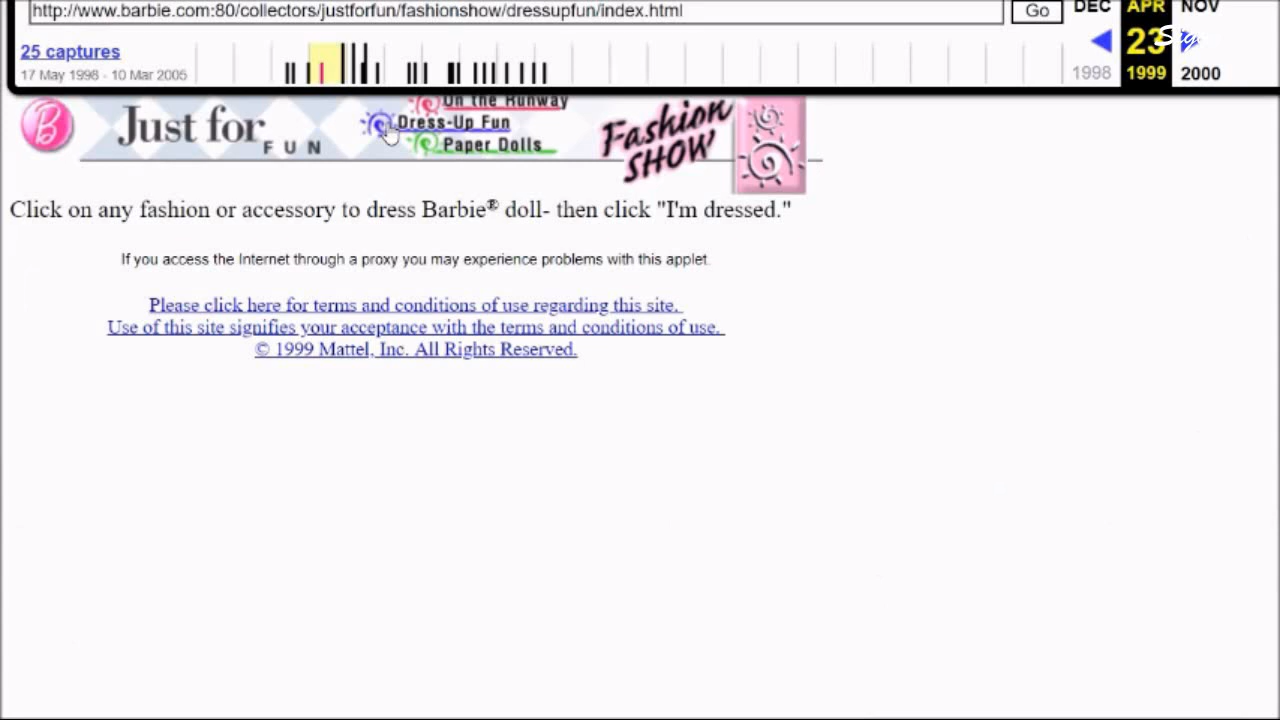 http://www.barbie.com:80/collectors/justforfun/fashionshow/dressupfun/index.html Go DEC APR NOV
25 captures 23
17 May 1998 - 10 Mar 2005 1998 1999 2000
B Just for FUN
On the Runway
Dress-Up Fun
Paper Dolls
Fashion
SHOW
Click on any fashion or accessory to dress Barbie® doll- then click "I'm dressed."
If you access the Internet through a proxy you may experience problems with this applet.
Please click here for terms and conditions of use regarding this site.
Use of this site signifies your acceptance with the terms and conditions of use.
© 1999 Mattel, Inc. All Rights Reserved.